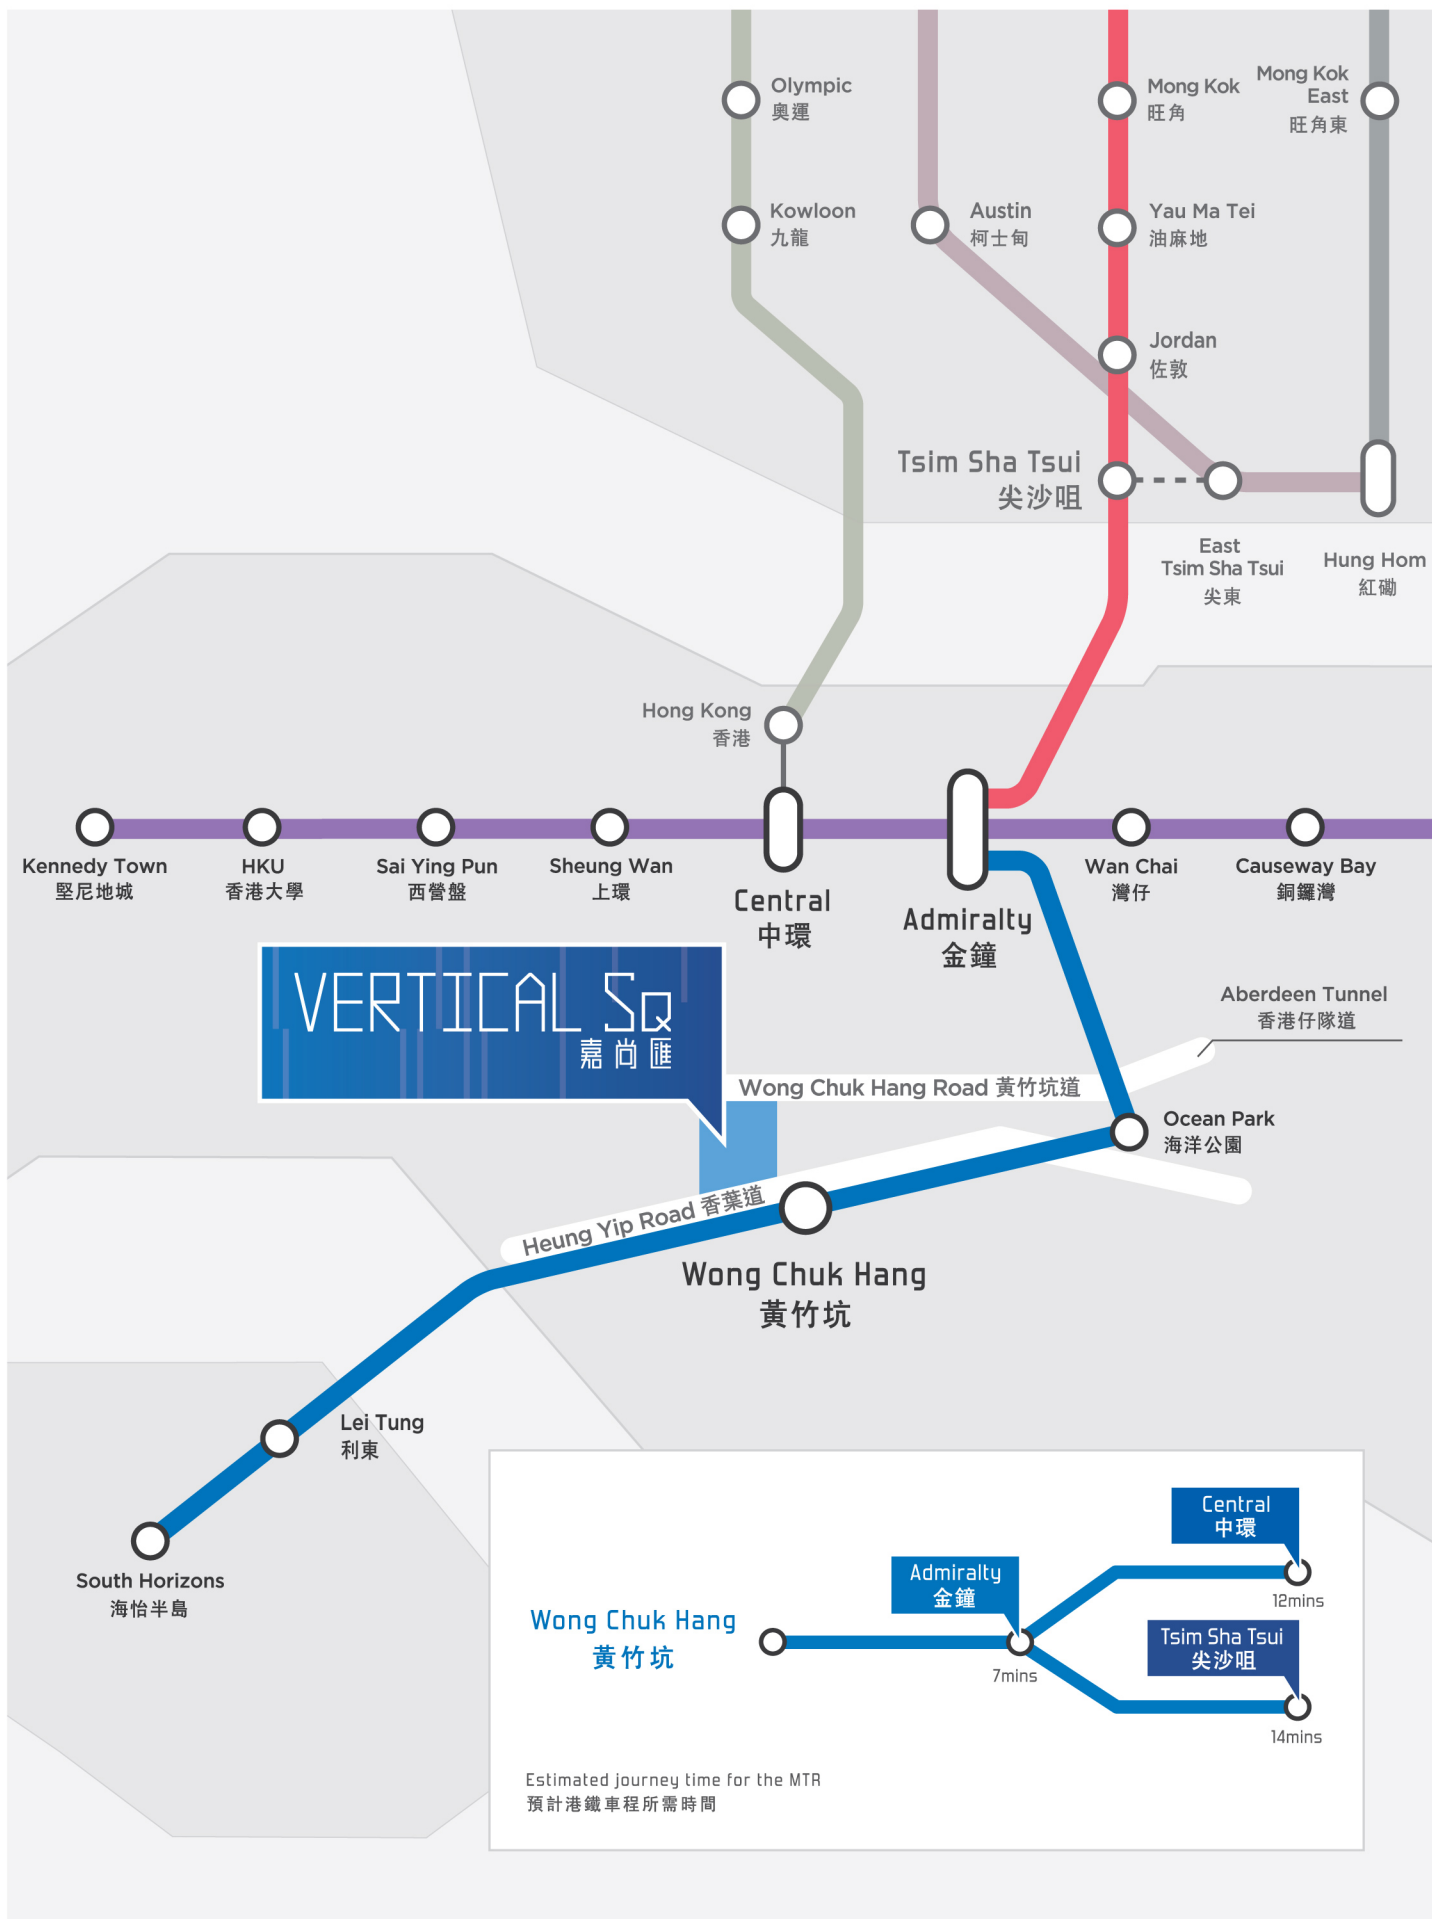 Olympic
奧運
Mong Kok
旺角
Mong Kok
East
旺角東
Kowloon
九龍
Austin
柯士甸
Yau Ma Tei
油麻地
Jordan
佐敦
Tsim Sha Tsui
尖沙咀
East
Tsim Sha Tsui
尖東
Hung Hom
紅磡
Hong Kong
香港
Kennedy Town
堅尼地城
HKU
香港大學
Sai Ying Pun
西營盤
Sheung Wan
上環
Central
中環
Admiralty
金鐘
Wan Chai
灣仔
Causeway Bay
銅鑼灣
VERTICAL SQ
嘉尚匯
Aberdeen Tunnel
香港仔隧道
Wong Chuk Hang Road 黃竹坑道
Ocean Park
海洋公園
Heung Yip Road 香葉道
Wong Chuk Hang
黃竹坑
Lei Tung
利東
South Horizons
海怡半島
Central
中環
12mins
Admiralty
金鐘
7mins
Wong Chuk Hang
黃竹坑
Tsim Sha Tsui
尖沙咀
14mins
Estimated journey time for the MTR
預計港鐵車程所需時間